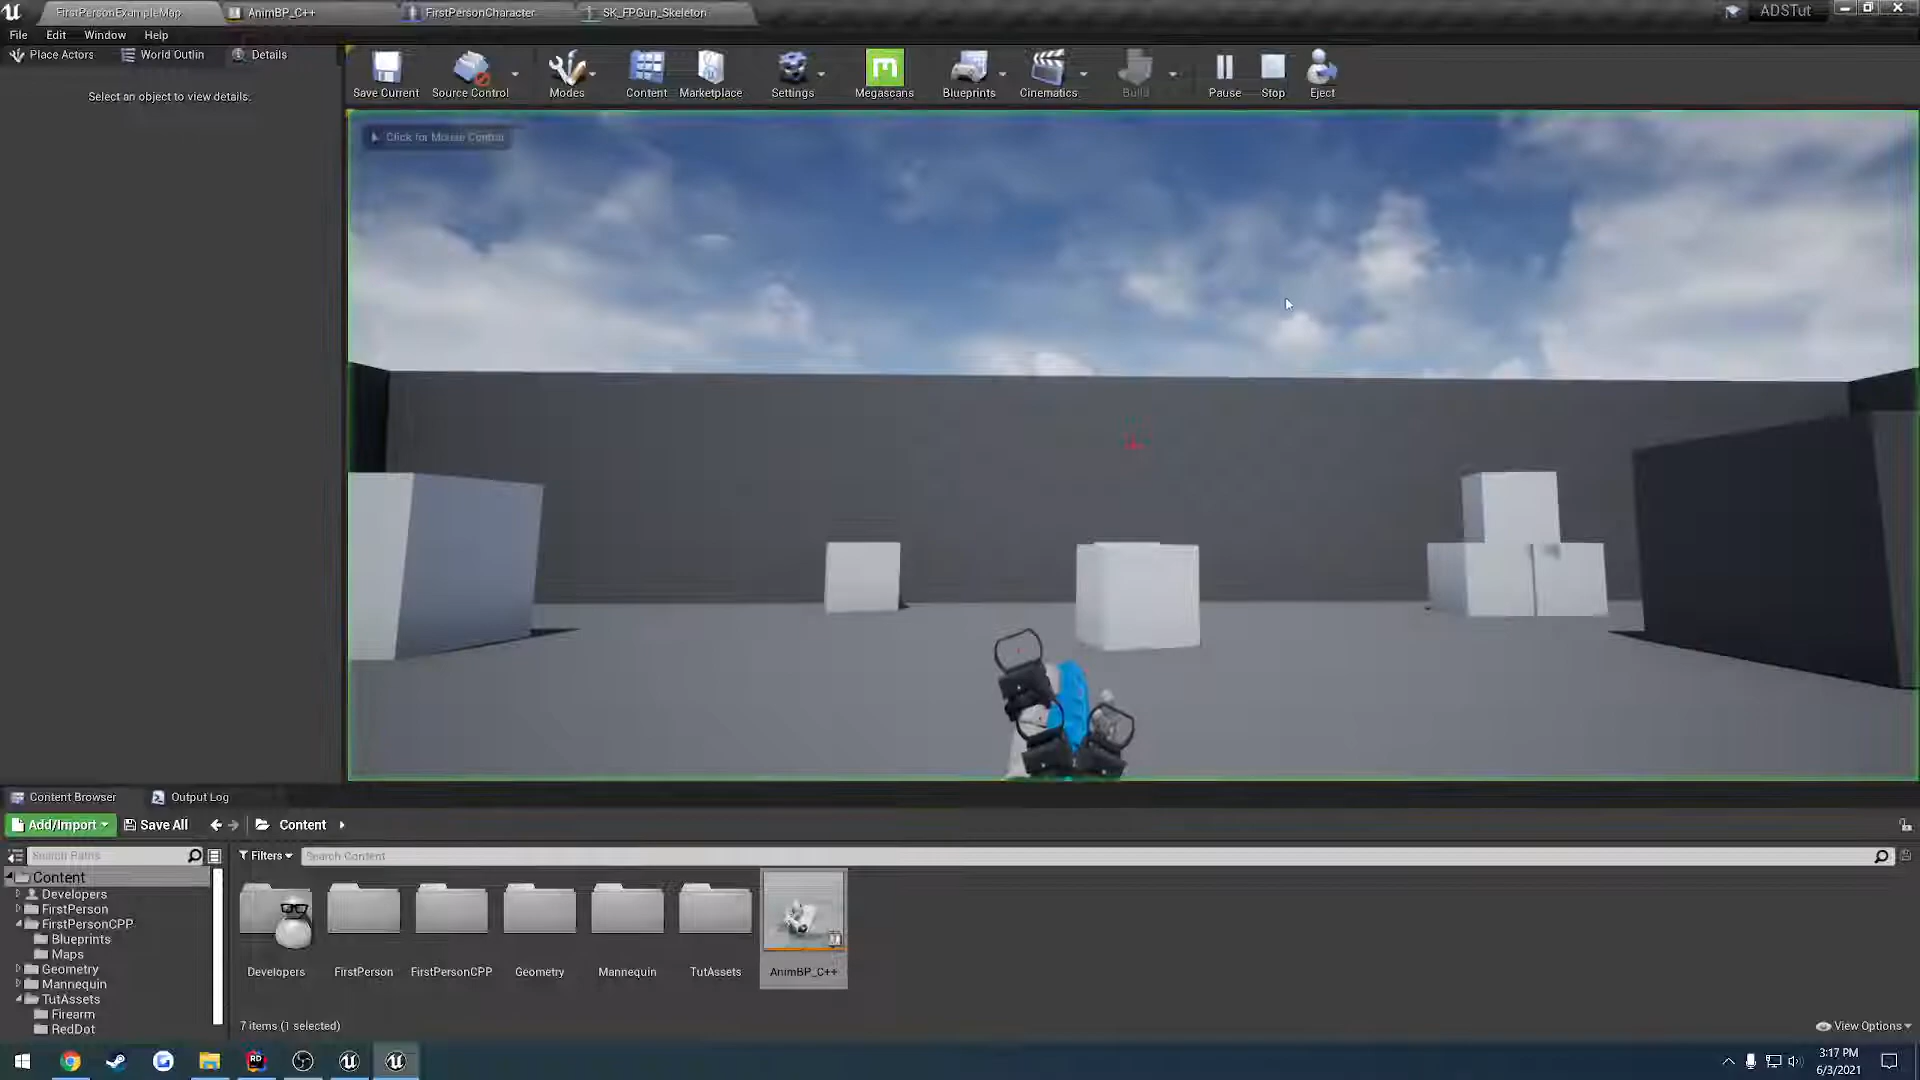 FirstPersonExampleMap
AnimBP_C++
FirstPersonCharacter
SK_FPGun_Skeleton
ADSTut
File
Edit
Window
Help
Place Actors
World Outlin
Details
Select an object to view details.
Save Current
Source Control
Modes
Content
Marketplace
Settings
Megascans
Blueprints
Cinematics
Build
Pause
Stop
Eject
Click for Mouse Control
Content Browser
Output Log
Add/Import
Save All
Content
Search Paths
Filters
Search Content
Content
Developers
FirstPerson
FirstPersonCPP
Blueprints
Maps
Geometry
Mannequin
TutAssets
Firearm
RedDot
Developers
FirstPerson
FirstPersonCPP
Geometry
Mannequin
TutAssets
AnimBP_C++
7 items (1 selected)
View Options
RD
3:17 PM
6/3/2021